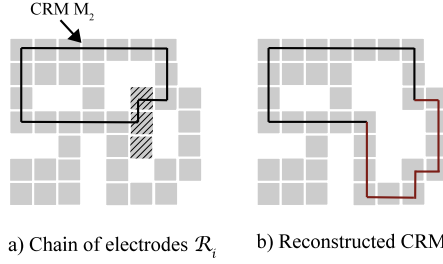 CRM M₂
a) Chain of electrodes ℛᵢ
b) Reconstructed CRM